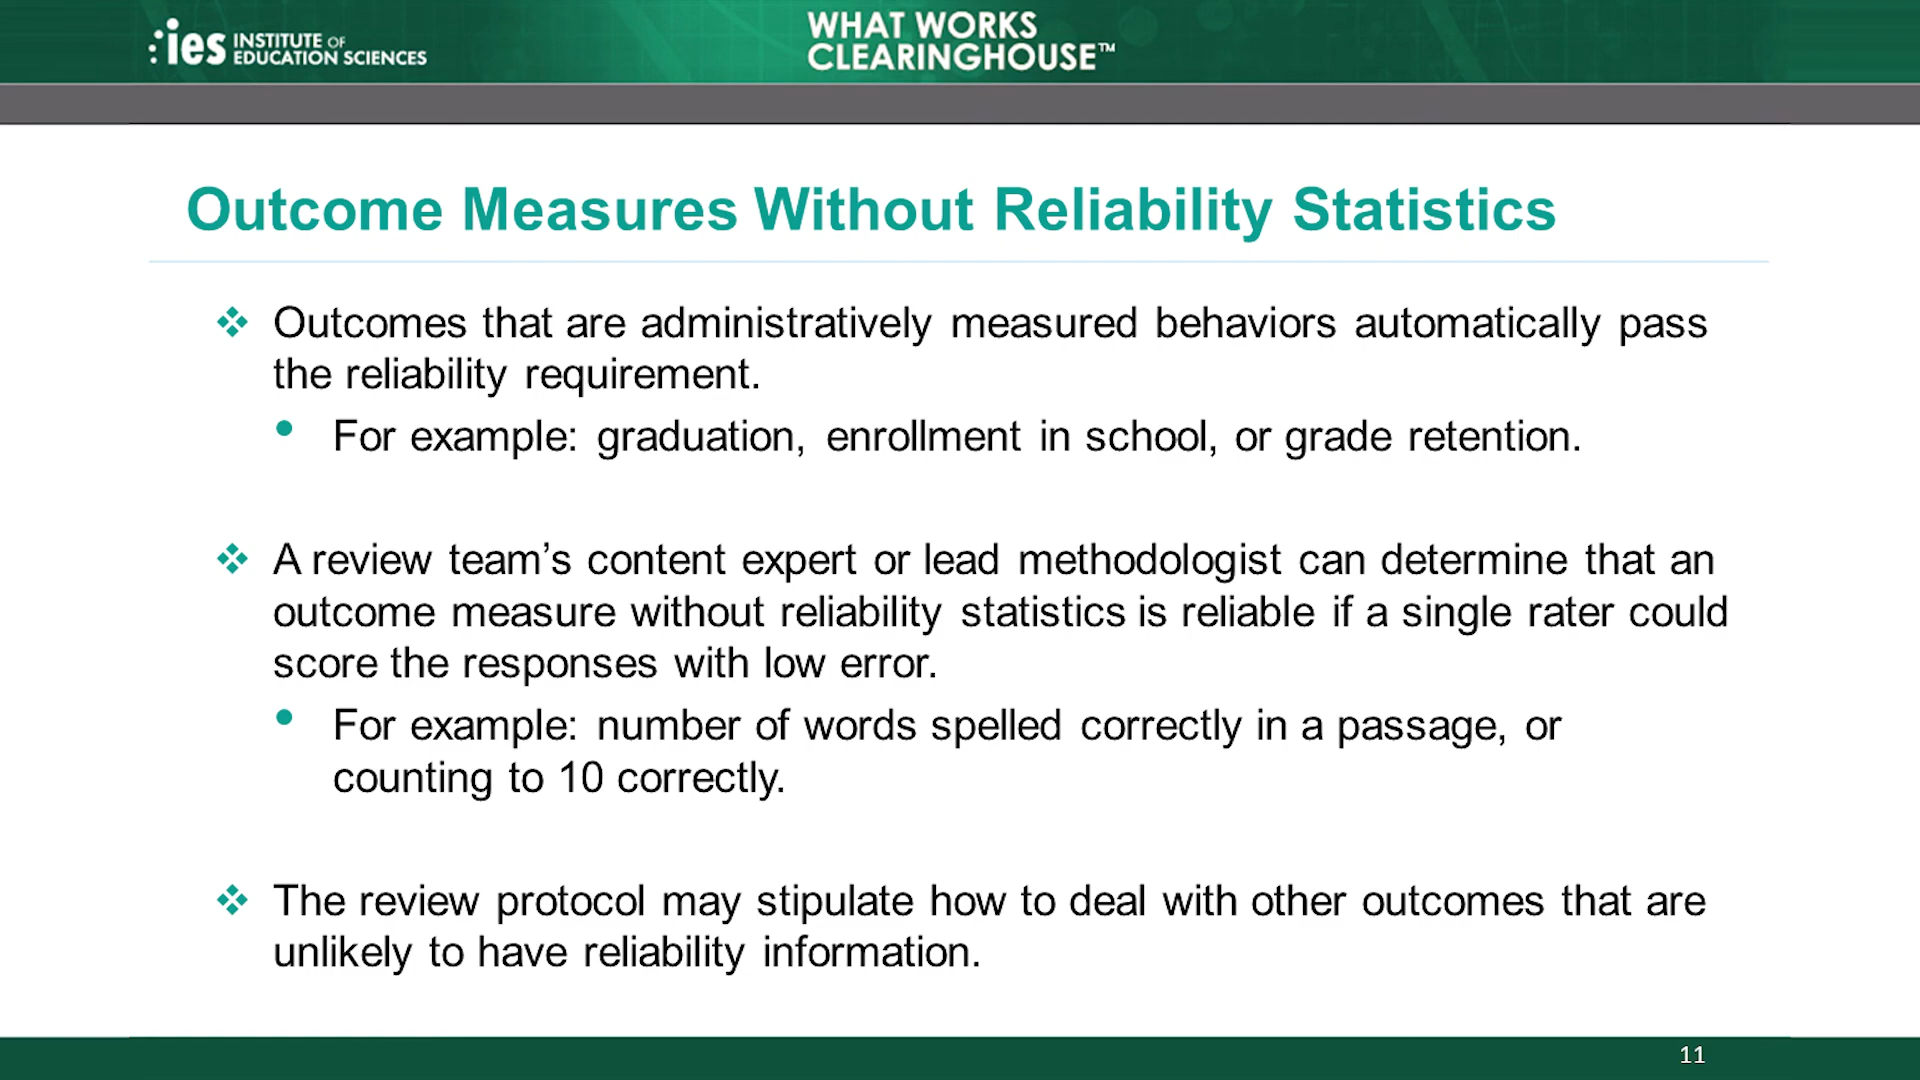 ies INSTITUTE OF
EDUCATION SCIENCES
WHAT WORKS
CLEARINGHOUSE™
Outcome Measures Without Reliability Statistics
❖ Outcomes that are administratively measured behaviors automatically pass
the reliability requirement.
• For example: graduation, enrollment in school, or grade retention.
❖ A review team’s content expert or lead methodologist can determine that an
outcome measure without reliability statistics is reliable if a single rater could
score the responses with low error.
• For example: number of words spelled correctly in a passage, or
counting to 10 correctly.
❖ The review protocol may stipulate how to deal with other outcomes that are
unlikely to have reliability information.
11